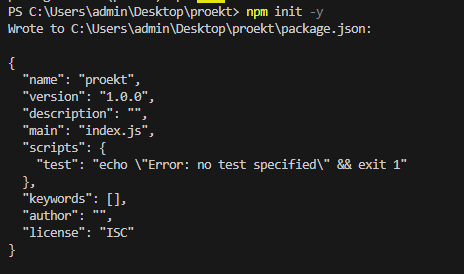 PS C:\Users\admin\Desktop\proekt> npm init -y
Wrote to C:\Users\admin\Desktop\proekt\package.json:
{
  "name": "proekt",
  "version": "1.0.0",
  "description": "",
  "main": "index.js",
  "scripts": {
    "test": "echo \"Error: no test specified\" && exit 1"
  },
  "keywords": [],
  "author": "",
  "license": "ISC"
}